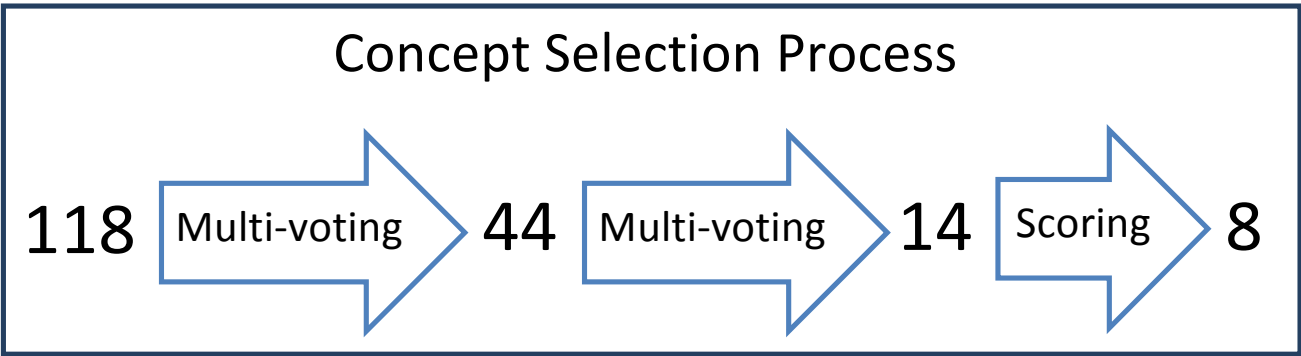 Concept Selection Process
118 Multi-voting 44 Multi-voting 14 Scoring 8